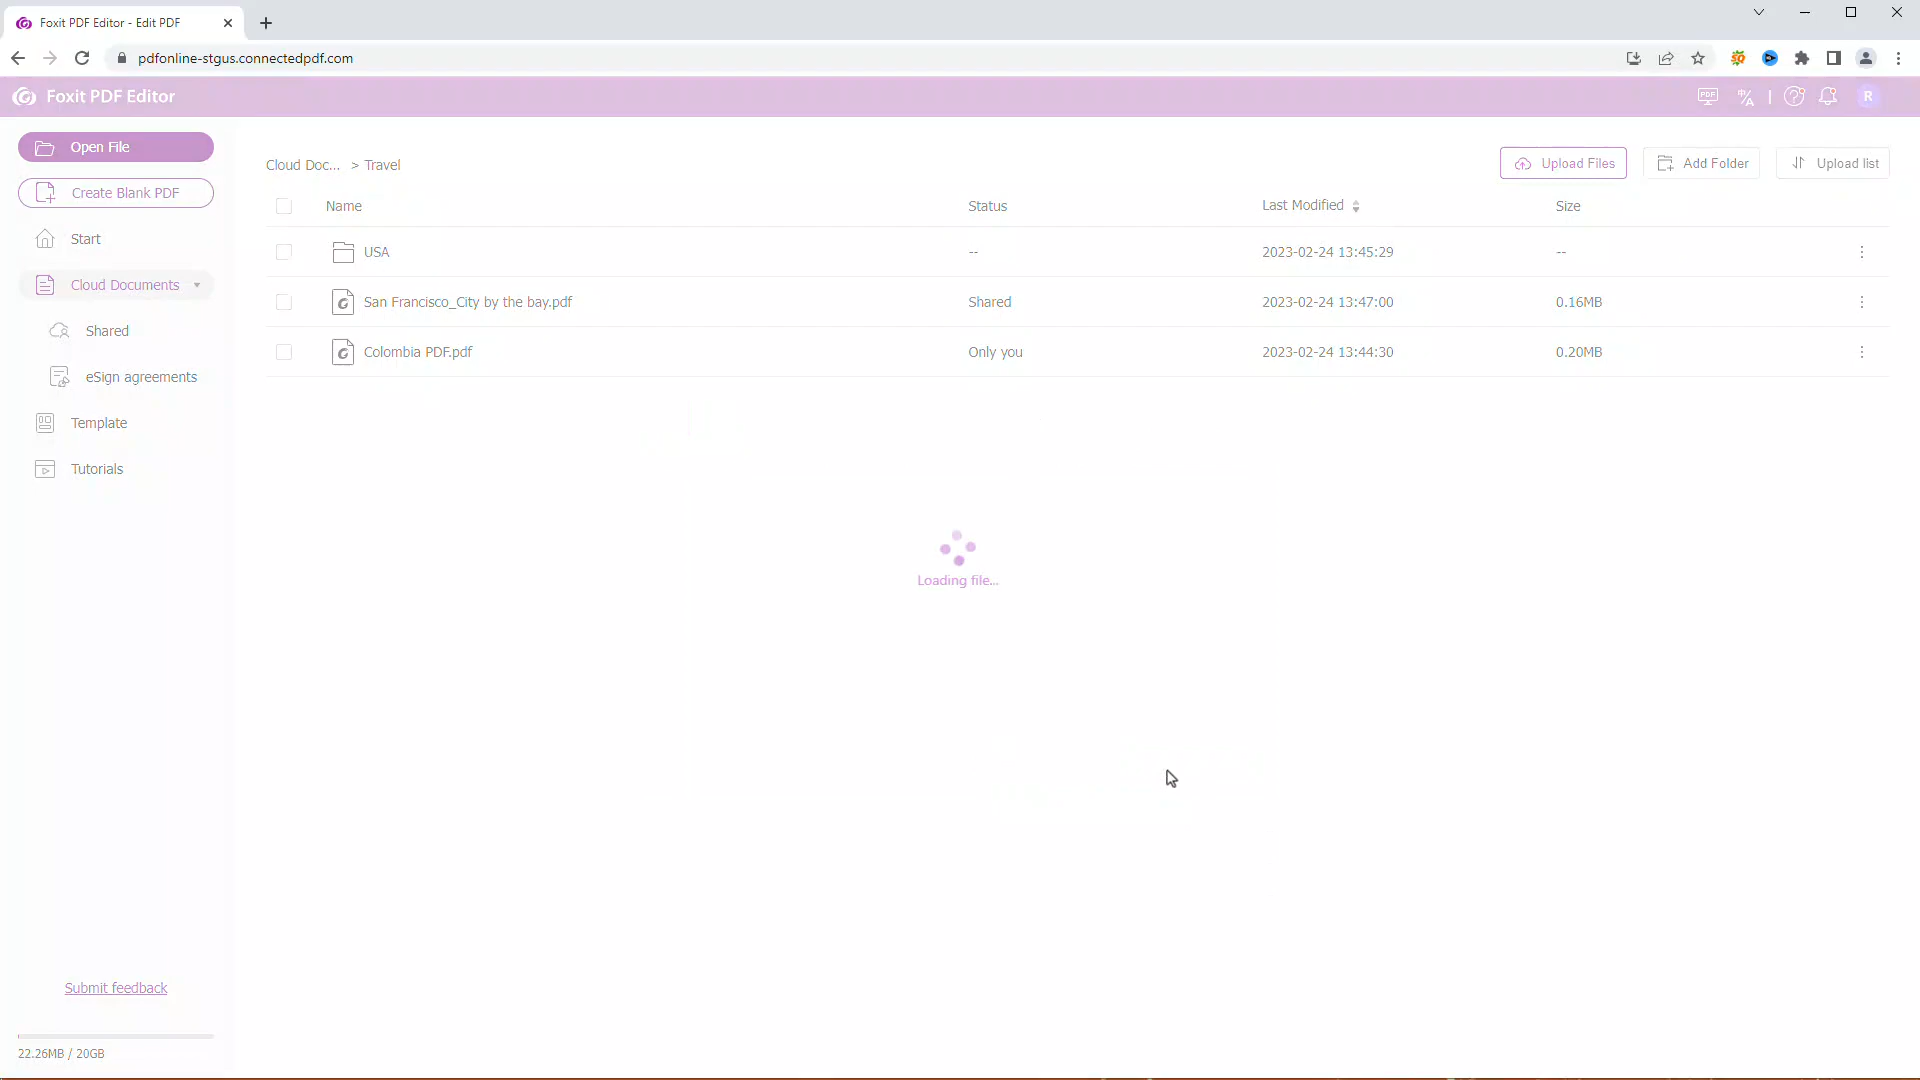 Foxit PDF Editor - Edit PDF
pdfonline-stgus.connectedpdf.com
Foxit PDF Editor
PDF
R
Open File
Create Blank PDF
Start
Cloud Documents
Shared
eSign agreements
Template
Tutorials
Submit feedback
22.26MB / 20GB
Cloud Doc... > Travel
Upload Files
Add Folder
Upload list
Name Status Last Modified Size
USA -- 2023-02-24 13:45:29 --
San Francisco_City by the bay.pdf Shared 2023-02-24 13:47:00 0.16MB
Colombia PDF.pdf Only you 2023-02-24 13:44:30 0.20MB
Loading file...